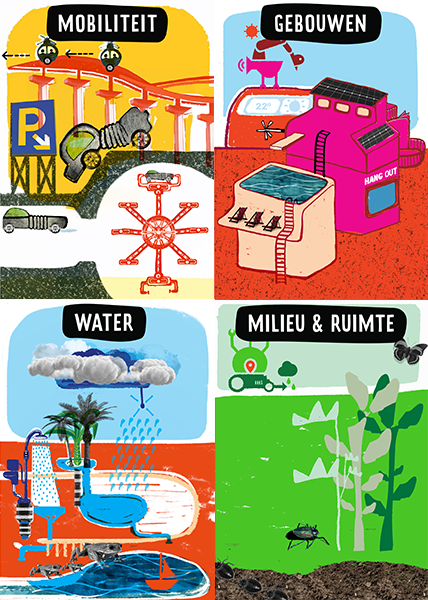 MOBILITEIT
GEBOUWEN
P
22°
HANG OUT
WATER
MILIEU & RUIMTE